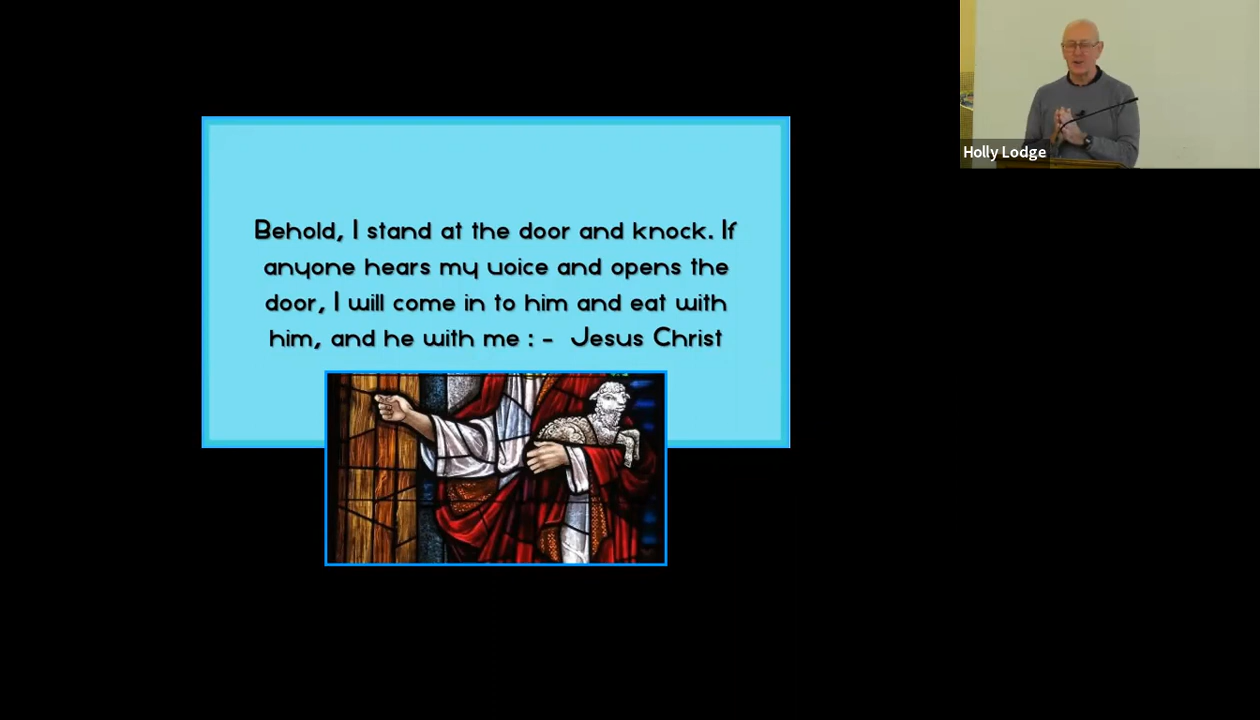 Behold, I stand at the door and knock. If
anyone hears my voice and opens the
door, I will come in to him and eat with
him, and he with me : - Jesus Christ
Holly Lodge